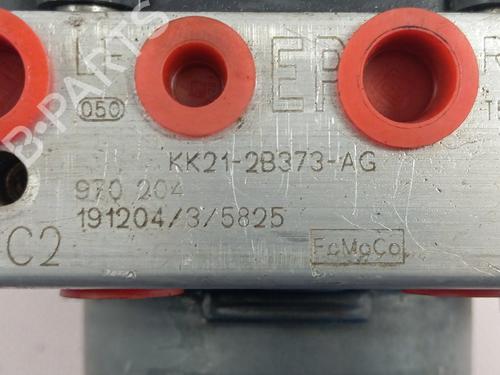 B-PARTS
LF EP R
050 T
KK21-2B373-AG
970 204
191204/3/5825
C2 FoMoCo